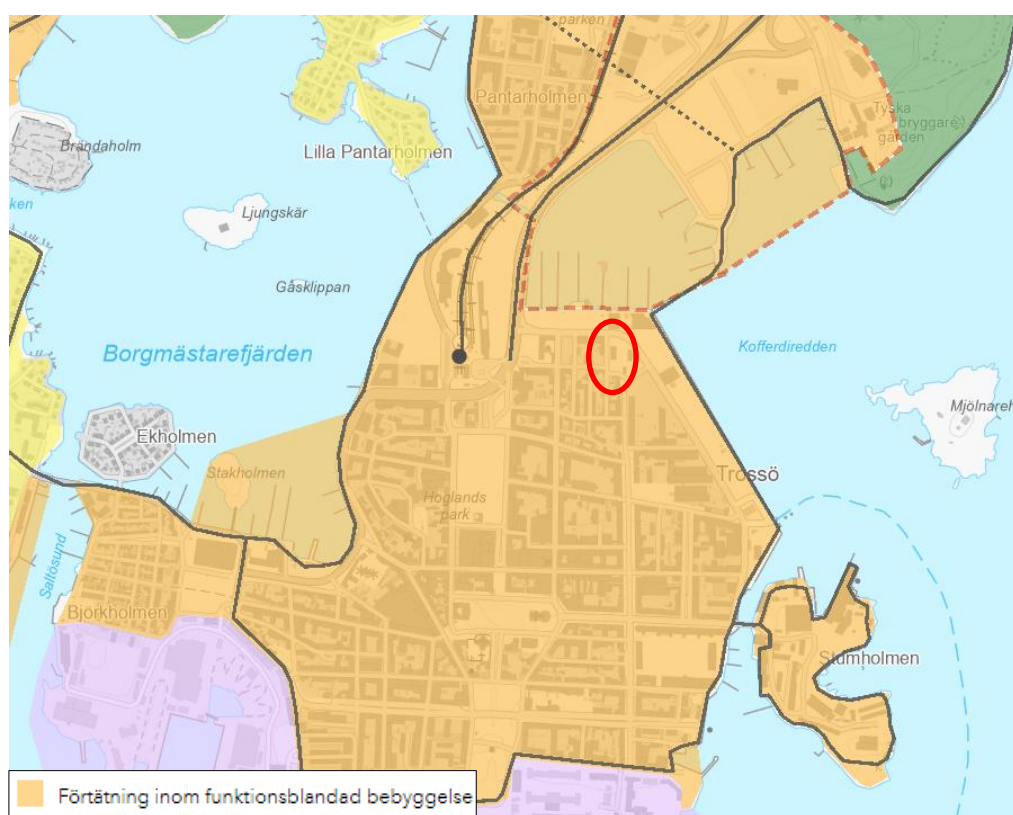 parken
Pantarholmen
Tyska
bryggare
gården
Brändaholm
Lilla Pantarholmen
ken
Ljungskär
Gåsklippan
Borgmästarefjärden
Kofferdiredden
Mjölnareh
Ekholmen
Stakholmen
Trossö
Hoglands
park
Saltösund
Björkholmen
Stumholmen
Förtätning inom funktionsblandad bebyggelse